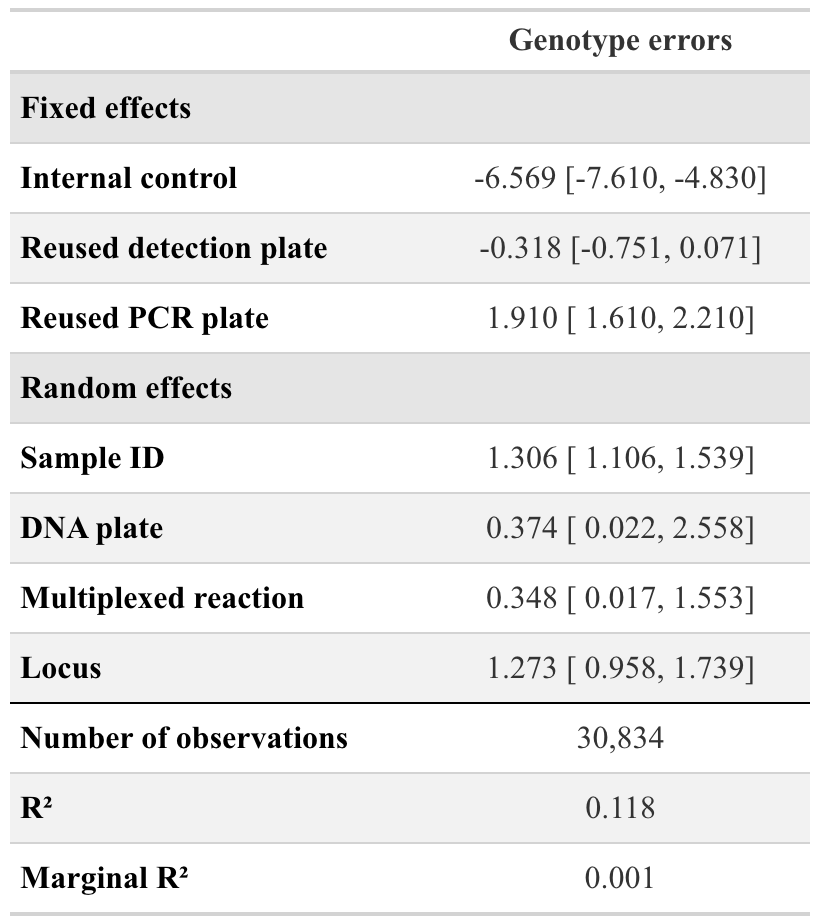 Genotype errors
Fixed effects
Internal control -6.569 [-7.610, -4.830]
Reused detection plate -0.318 [-0.751, 0.071]
Reused PCR plate 1.910 [ 1.610, 2.210]
Random effects
Sample ID 1.306 [ 1.106, 1.539]
DNA plate 0.374 [ 0.022, 2.558]
Multiplexed reaction 0.348 [ 0.017, 1.553]
Locus 1.273 [ 0.958, 1.739]
Number of observations 30,834
R² 0.118
Marginal R² 0.001